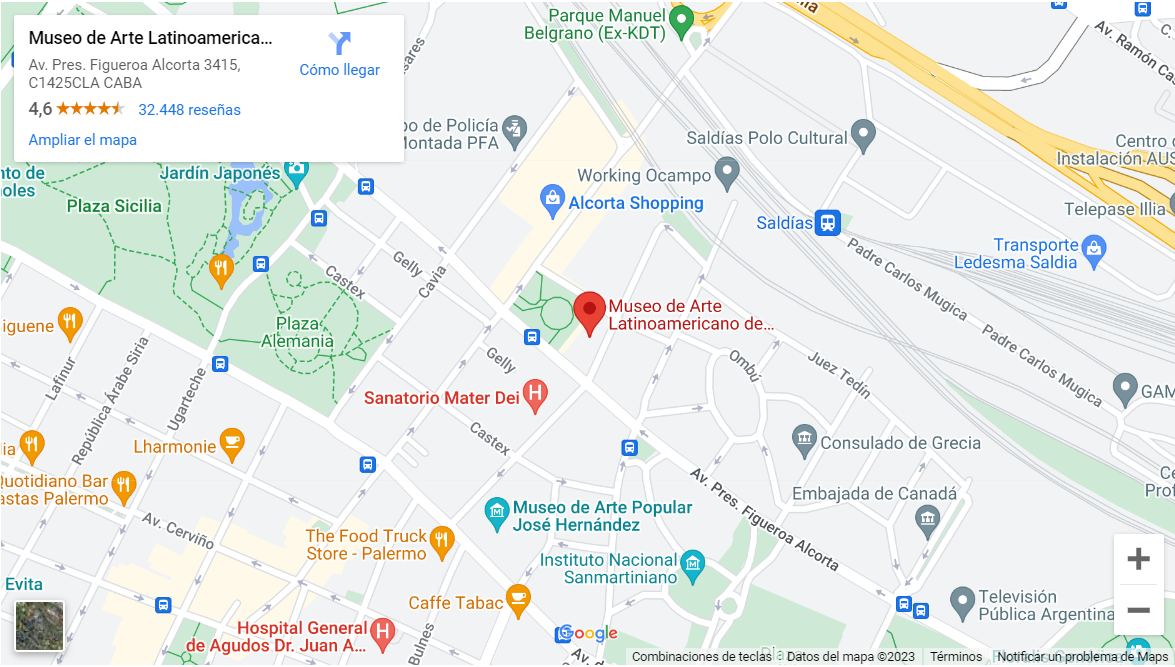 Museo de Arte Latinoamerica...
Av. Pres. Figueroa Alcorta 3415,
C1425CLA CABA
4,6
32.448 reseñas
Ampliar el mapa
Cómo llegar
Parque Manuel
Belgrano (Ex-KDT)
Av. Ramón Cas
Saldías Polo Cultural
Centro
Instalación AUS
po de Policía
Montada PFA
Working Ocampo
Alcorta Shopping
Telepase Illia
Saldías
Transporte
Ledesma Saldia
nto de
oles
Jardín Japonés
Plaza Sicilia
Gelly
Cavia
Castex
Padre Carlos Mugica
Padre Carlos Mugica
Museo de Arte
Latinoamericano de...
Plaza
Alemania
iguene
Lafinur
República Árabe Siria
Ugarteche
Gelly
Ombú
Juez Tedín
Sanatorio Mater Dei
GAM
Castex
Lharmonie
Consulado de Grecia
Quotidiano Bar
astas Palermo
Av. Pres. Figueroa Alcorta
Embajada de Canadá
Ce
Prof
Museo de Arte Popular
José Hernández
Av. Cerviño
The Food Truck
Store - Palermo
Instituto Nacional
Sanmartiniano
Evita
Caffe Tabac
Televisión
Pública Argentina
Hospital General
de Agudos Dr. Juan A...
Bulnes
Google
Av.
Combinaciones de teclas
Datos del mapa ©2023
Términos
Notificar un problema de Maps